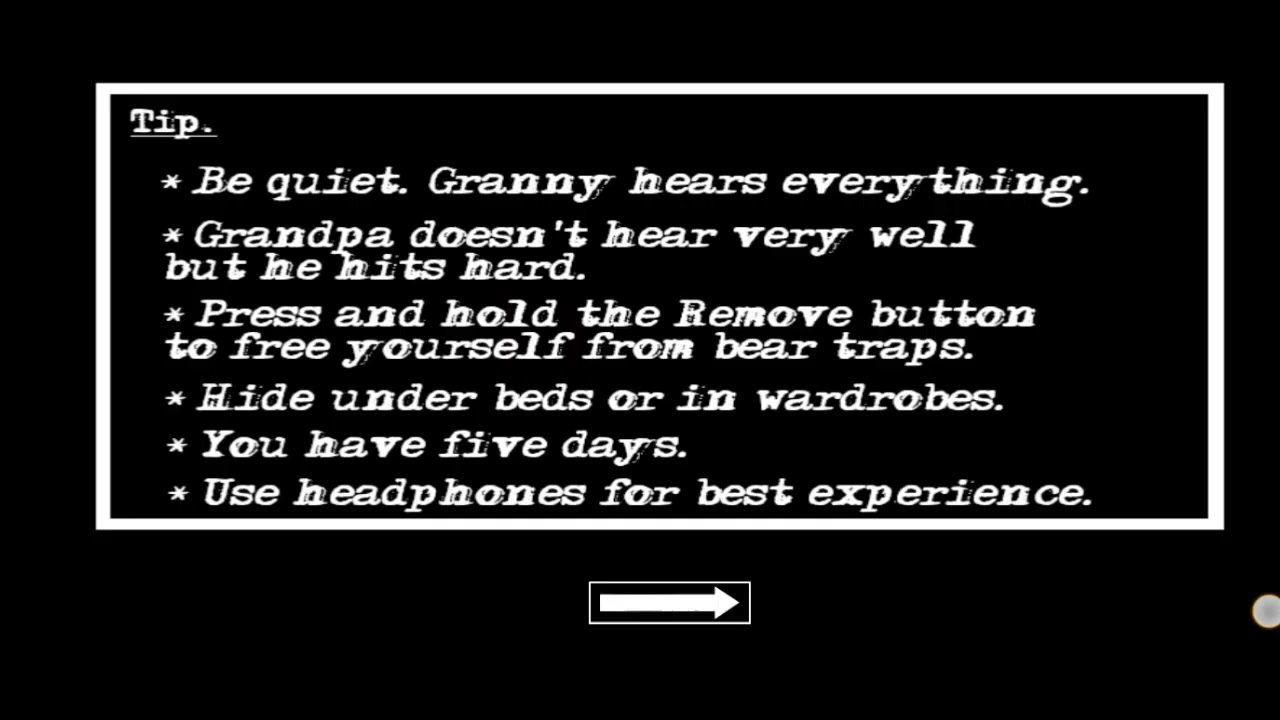 Tip.
* Be quiet. Granny hears everything.
* Grandpa doesn't hear very well
but he hits hard.
* Press and hold the Remove button
to free yourself from bear traps.
* Hide under beds or in wardrobes.
* You have five days.
* Use headphones for best experience.